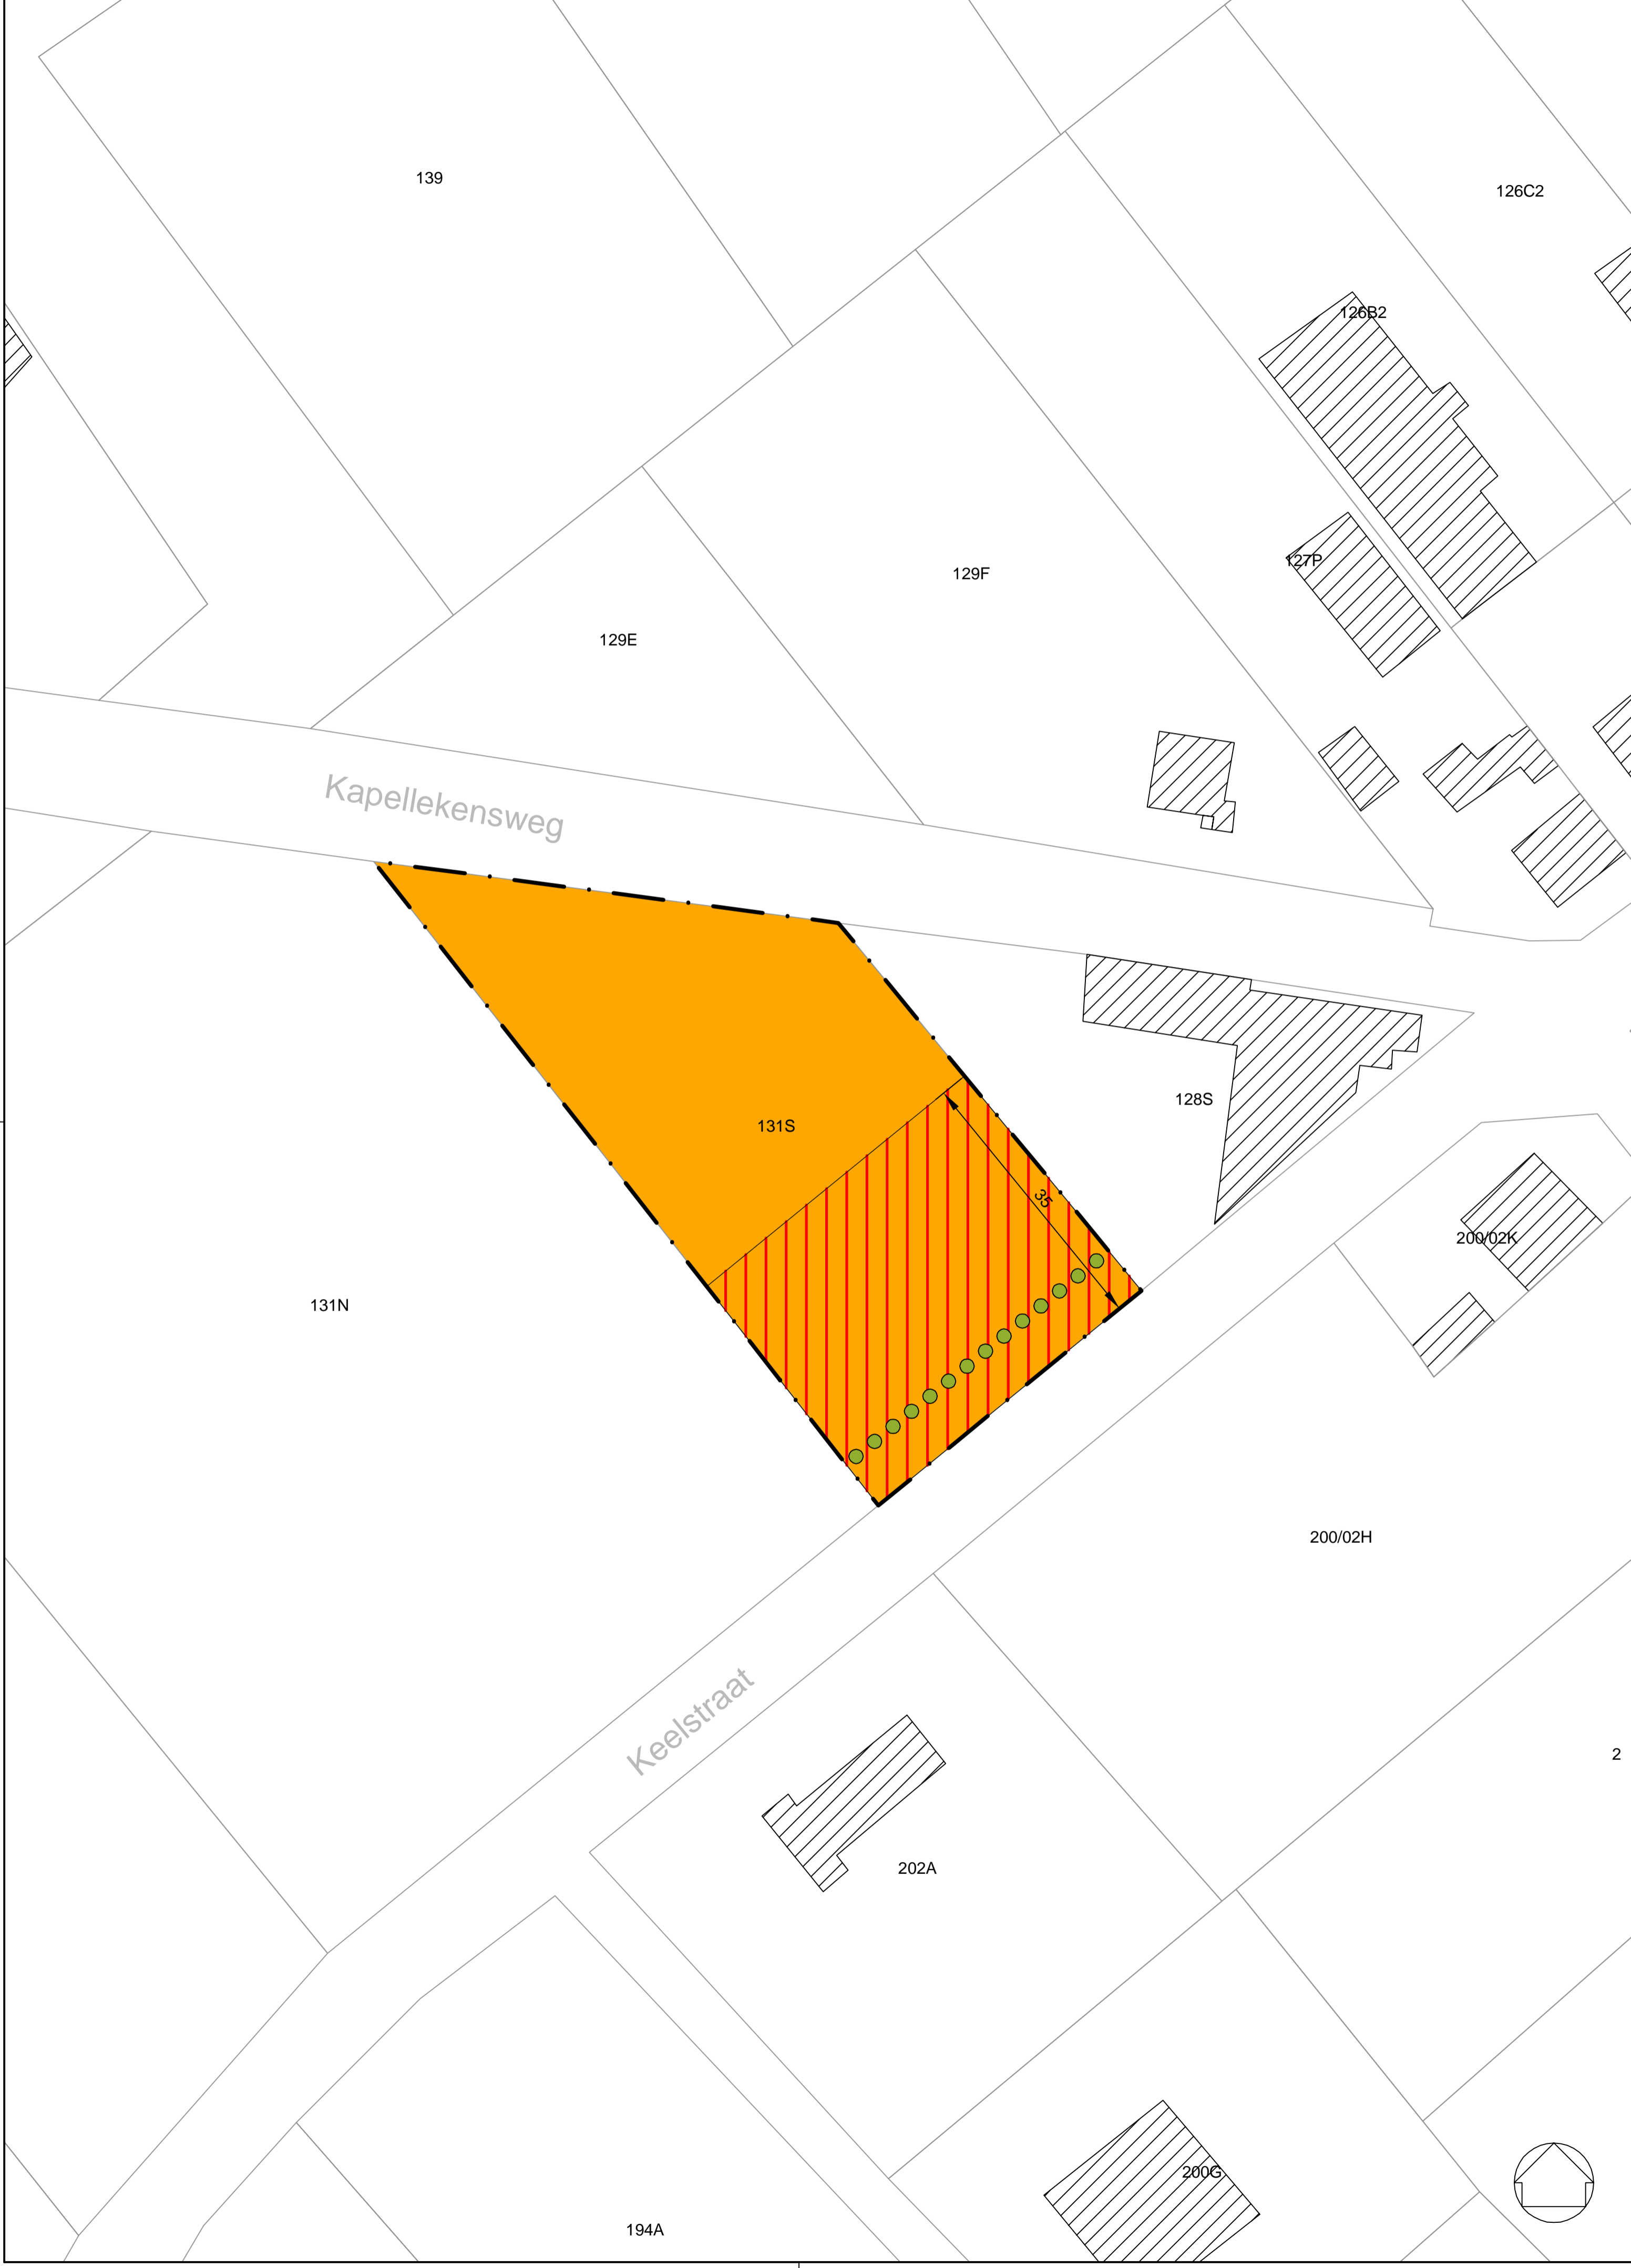 139
126C2
126B2
127P
129F
129E
Kapellekensweg
128S
131S
35
200/02K
131N
200/02H
Keelstraat
2
202A
200G
194A